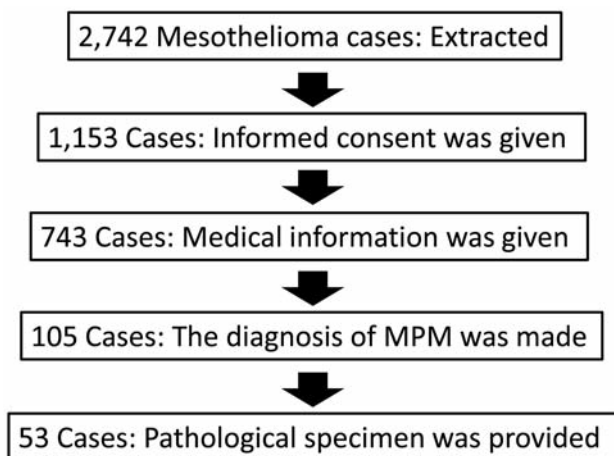 2,742 Mesothelioma cases: Extracted
1,153 Cases: Informed consent was given
743 Cases: Medical information was given
105 Cases: The diagnosis of MPM was made
53 Cases: Pathological specimen was provided